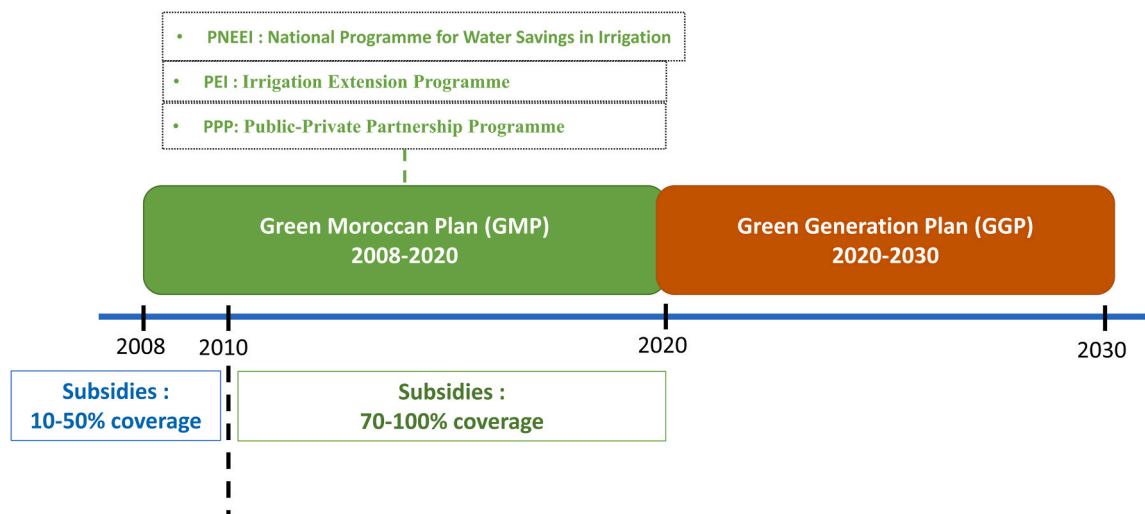 • PNEEI : National Programme for Water Savings in Irrigation
• PEI : Irrigation Extension Programme
• PPP: Public-Private Partnership Programme
Green Moroccan Plan (GMP)
2008-2020
Green Generation Plan (GGP)
2020-2030
2008
2010
2020
2030
Subsidies :
10-50% coverage
Subsidies :
70-100% coverage